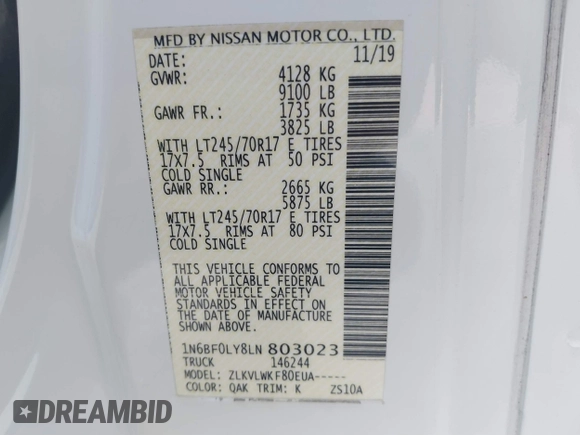 MFD BY NISSAN MOTOR CO., LTD.
DATE: 11/19
GVWR: 4128 KG
9100 LB
GAWR FR.: 1735 KG
3825 LB
WITH LT245/70R17 E TIRES
17X7.5 RIMS AT 50 PSI
COLD SINGLE
GAWR RR.: 2665 KG
5875 LB
WITH LT245/70R17 E TIRES
17X7.5 RIMS AT 80 PSI
COLD SINGLE
THIS VEHICLE CONFORMS TO
ALL APPLICABLE FEDERAL
MOTOR VEHICLE SAFETY
STANDARDS IN EFFECT ON
THE DATE OF MANUFACTURE
SHOWN ABOVE.
1N6BF0LY8LN 803023
TRUCK 146244
MODEL: ZLKVLWKF80EUA-----
COLOR: QAK TRIM: K ZS10A
DREAMBID